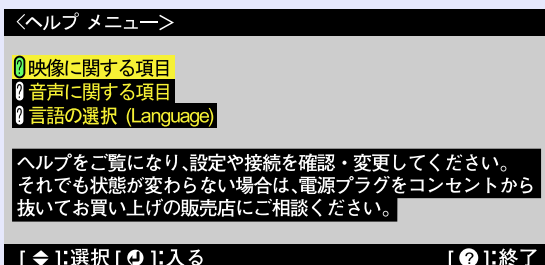 〈ヘルプ メニュー〉
?映像に関する項目
?音声に関する項目
?言語の選択 (Language)
ヘルプをご覧になり、設定や接続を確認・変更してください。
それでも状態が変わらない場合は、電源プラグをコンセントから
抜いてお買い上げの販売店にご相談ください。
[◆]:選択[⏎]:入る [?]:終了